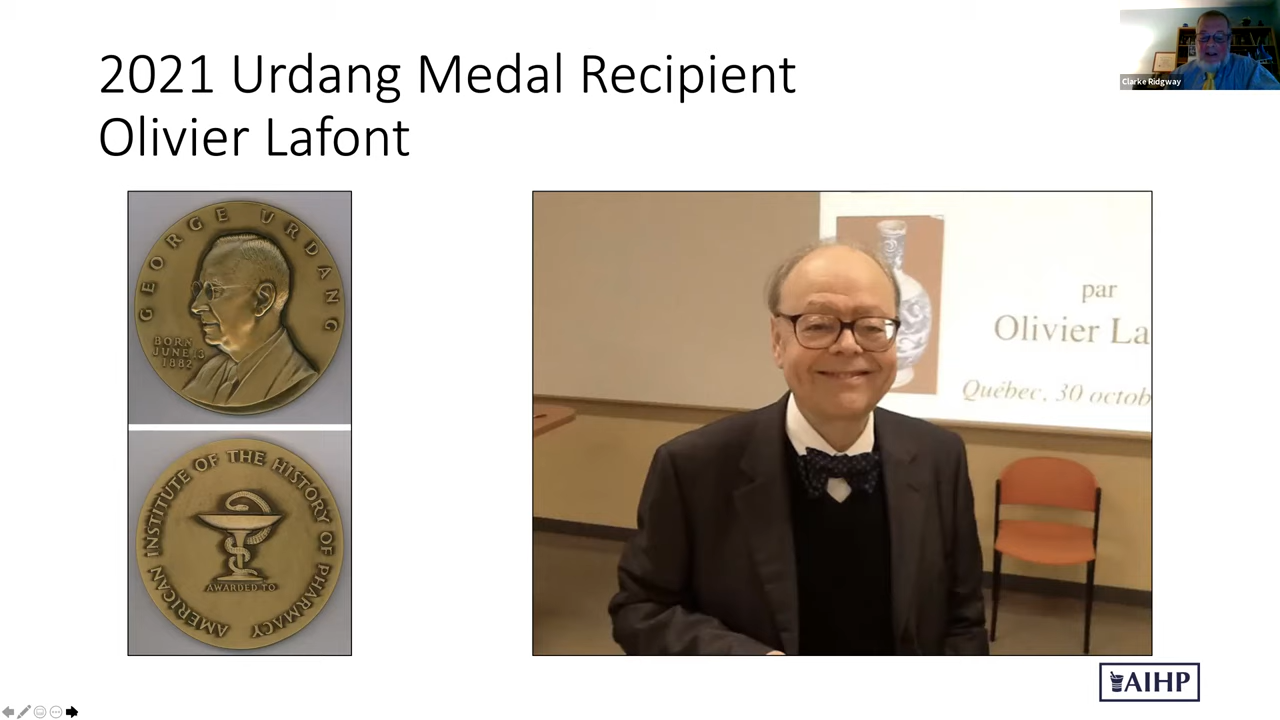 2021 Urdang Medal Recipient
Olivier Lafont
Clarke Ridgway
GEORGE URDANG
BORN
JUNE 13
1882
AMERICAN INSTITUTE OF THE HISTORY OF PHARMACY
AWARDED TO
par
Olivier La
Québec, 30 octob
AIHP